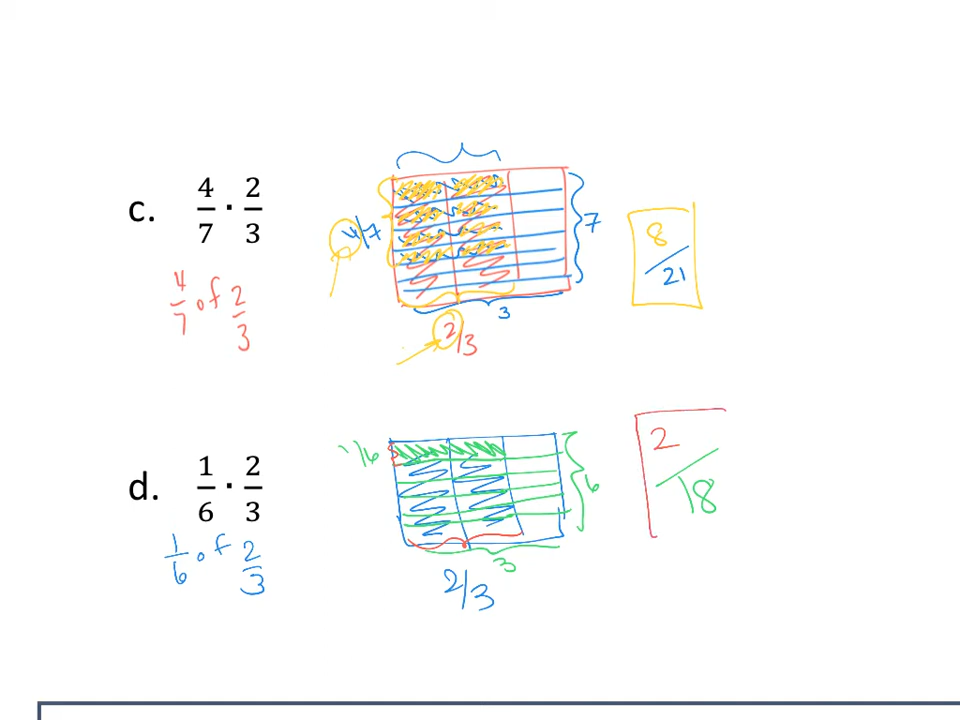 c. 4/7 · 2/3
4/7 of 2/3
4/7
7
3
2/3
8/21
d. 1/6 · 2/3
1/6 of 2/3
1/6
6
3
2/3
2/18